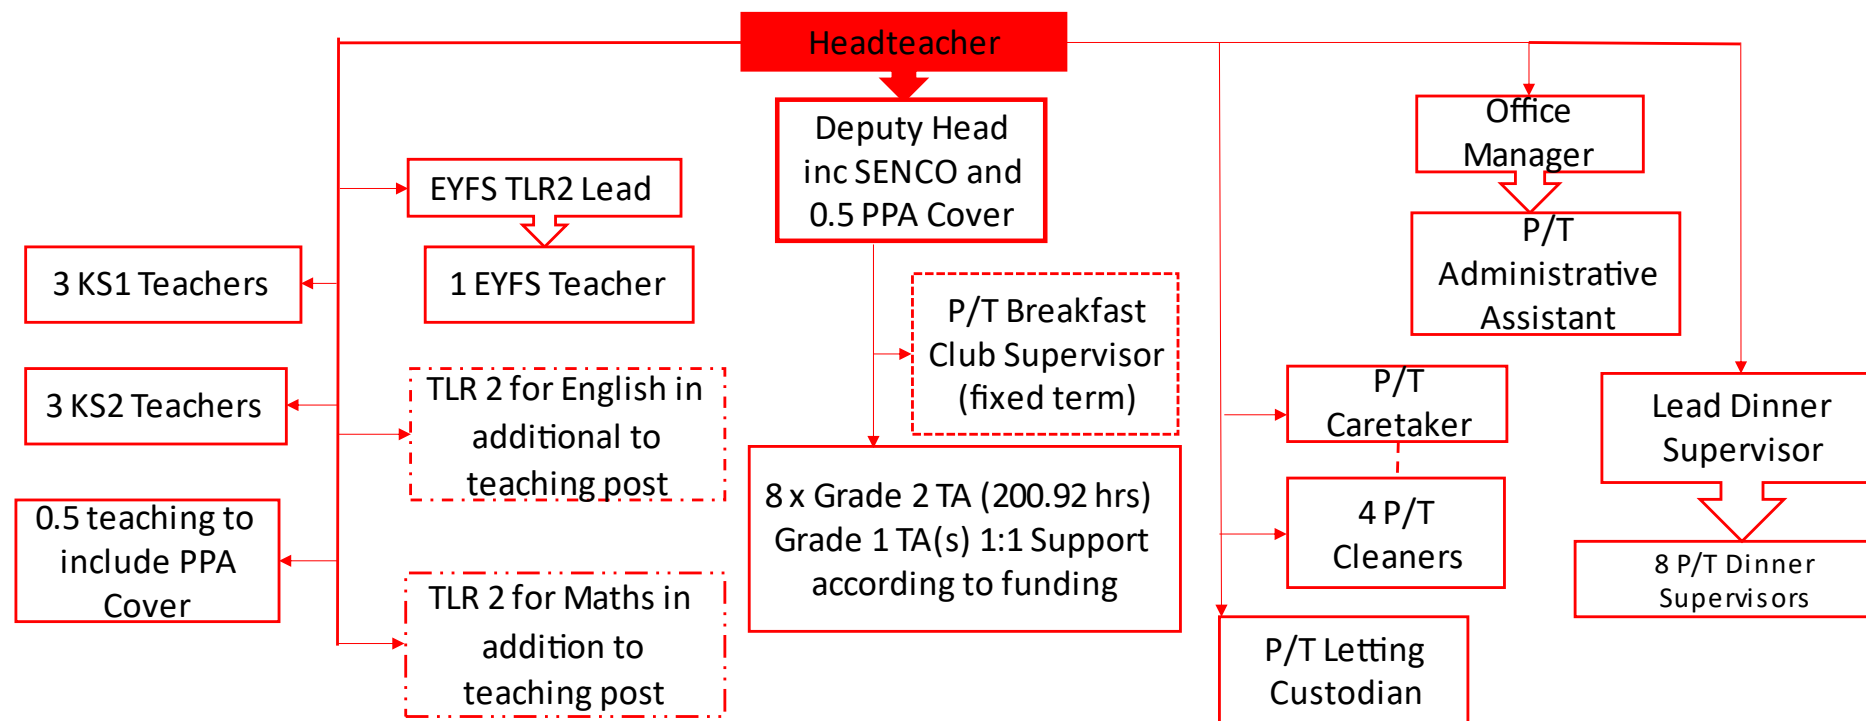 Headteacher
Deputy Head
inc SENCO and
0.5 PPA Cover
Office
Manager
EYFS TLR2 Lead
P/T
Administrative
Assistant
3 KS1 Teachers
1 EYFS Teacher
P/T Breakfast
Club Supervisor
(fixed term)
3 KS2 Teachers
TLR 2 for English in
additional to
teaching post
P/T
Caretaker
Lead Dinner
Supervisor
8 x Grade 2 TA (200.92 hrs)
Grade 1 TA(s) 1:1 Support
according to funding
0.5 teaching to
include PPA
Cover
4 P/T
Cleaners
8 P/T Dinner
Supervisors
TLR 2 for Maths in
addition to
teaching post
P/T Letting
Custodian